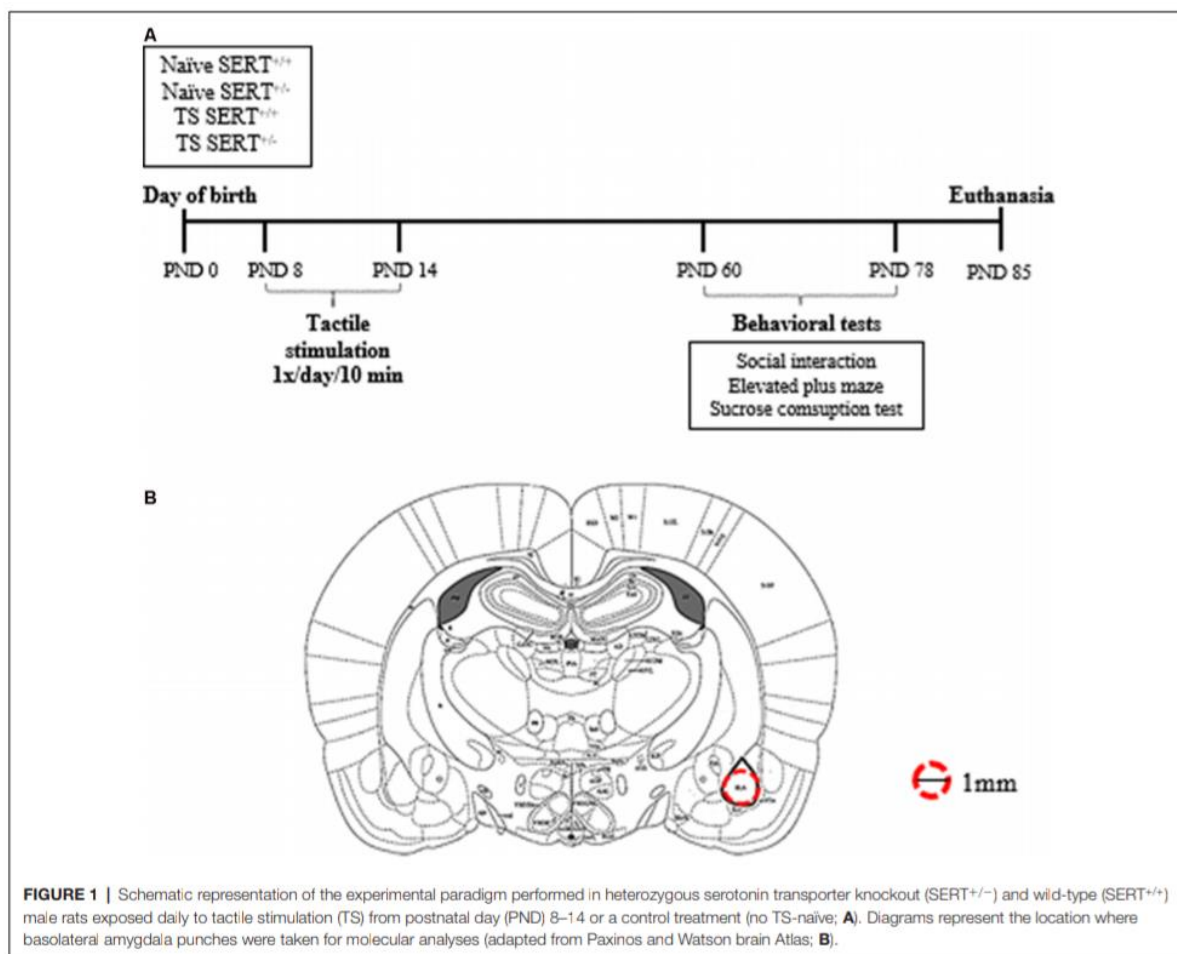 A
Naïve SERT+/+
Naïve SERT+/-
TS SERT+/+
TS SERT+/-
Day of birth
Euthanasia
PND 0
PND 8
PND 14
PND 60
PND 78
PND 85
Tactile
stimulation
1x/day/10 min
Behavioral tests
Social interaction
Elevated plus maze
Sucrose comsuption test
B
1mm
FIGURE 1 | Schematic representation of the experimental paradigm performed in heterozygous serotonin transporter knockout (SERT+/−) and wild-type (SERT+/+)
male rats exposed daily to tactile stimulation (TS) from postnatal day (PND) 8–14 or a control treatment (no TS-naïve; A). Diagrams represent the location where
basolateral amygdala punches were taken for molecular analyses (adapted from Paxinos and Watson brain Atlas; B).